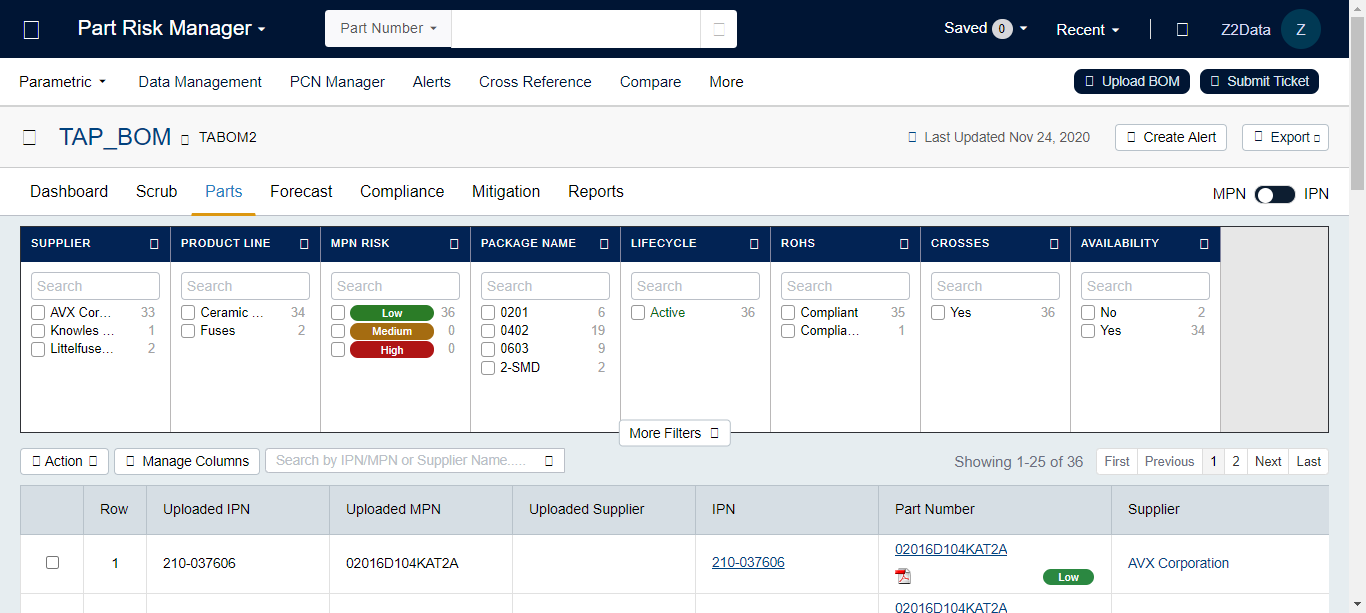 Part Risk Manager
Part Number
Saved 0
Recent
Z2Data
Z
Parametric
Data Management
PCN Manager
Alerts
Cross Reference
Compare
More
Upload BOM
Submit Ticket
TAP_BOM
TABOM2
Last Updated Nov 24, 2020
Create Alert
Export
Dashboard
Scrub
Parts
Forecast
Compliance
Mitigation
Reports
MPN
IPN
SUPPLIER
Search
AVX Cor... 33
Knowles ... 1
Littelfuse... 2
PRODUCT LINE
Search
Ceramic ... 34
Fuses 2
MPN RISK
Search
Low 36
Medium 0
High 0
PACKAGE NAME
Search
0201 6
0402 19
0603 9
2-SMD 2
LIFECYCLE
Search
Active 36
ROHS
Search
Compliant 35
Complia... 1
CROSSES
Search
Yes 36
AVAILABILITY
Search
No 2
Yes 34
More Filters
Action
Manage Columns
Search by IPN/MPN or Supplier Name.....
Showing 1-25 of 36
First
Previous
1
2
Next
Last
Row
Uploaded IPN
Uploaded MPN
Uploaded Supplier
IPN
Part Number
Supplier
1
210-037606
02016D104KAT2A
210-037606
02016D104KAT2A
Low
AVX Corporation
02016D104KAT2A